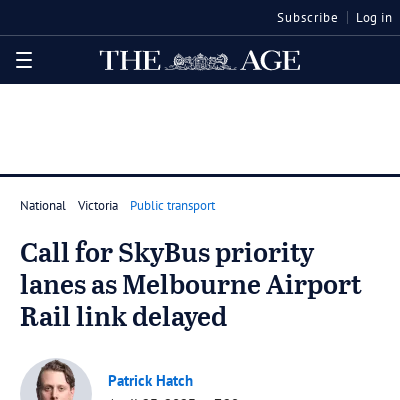 Subscribe Log in
THE AGE
National Victoria Public transport
Call for SkyBus priority
lanes as Melbourne Airport
Rail link delayed
Patrick Hatch